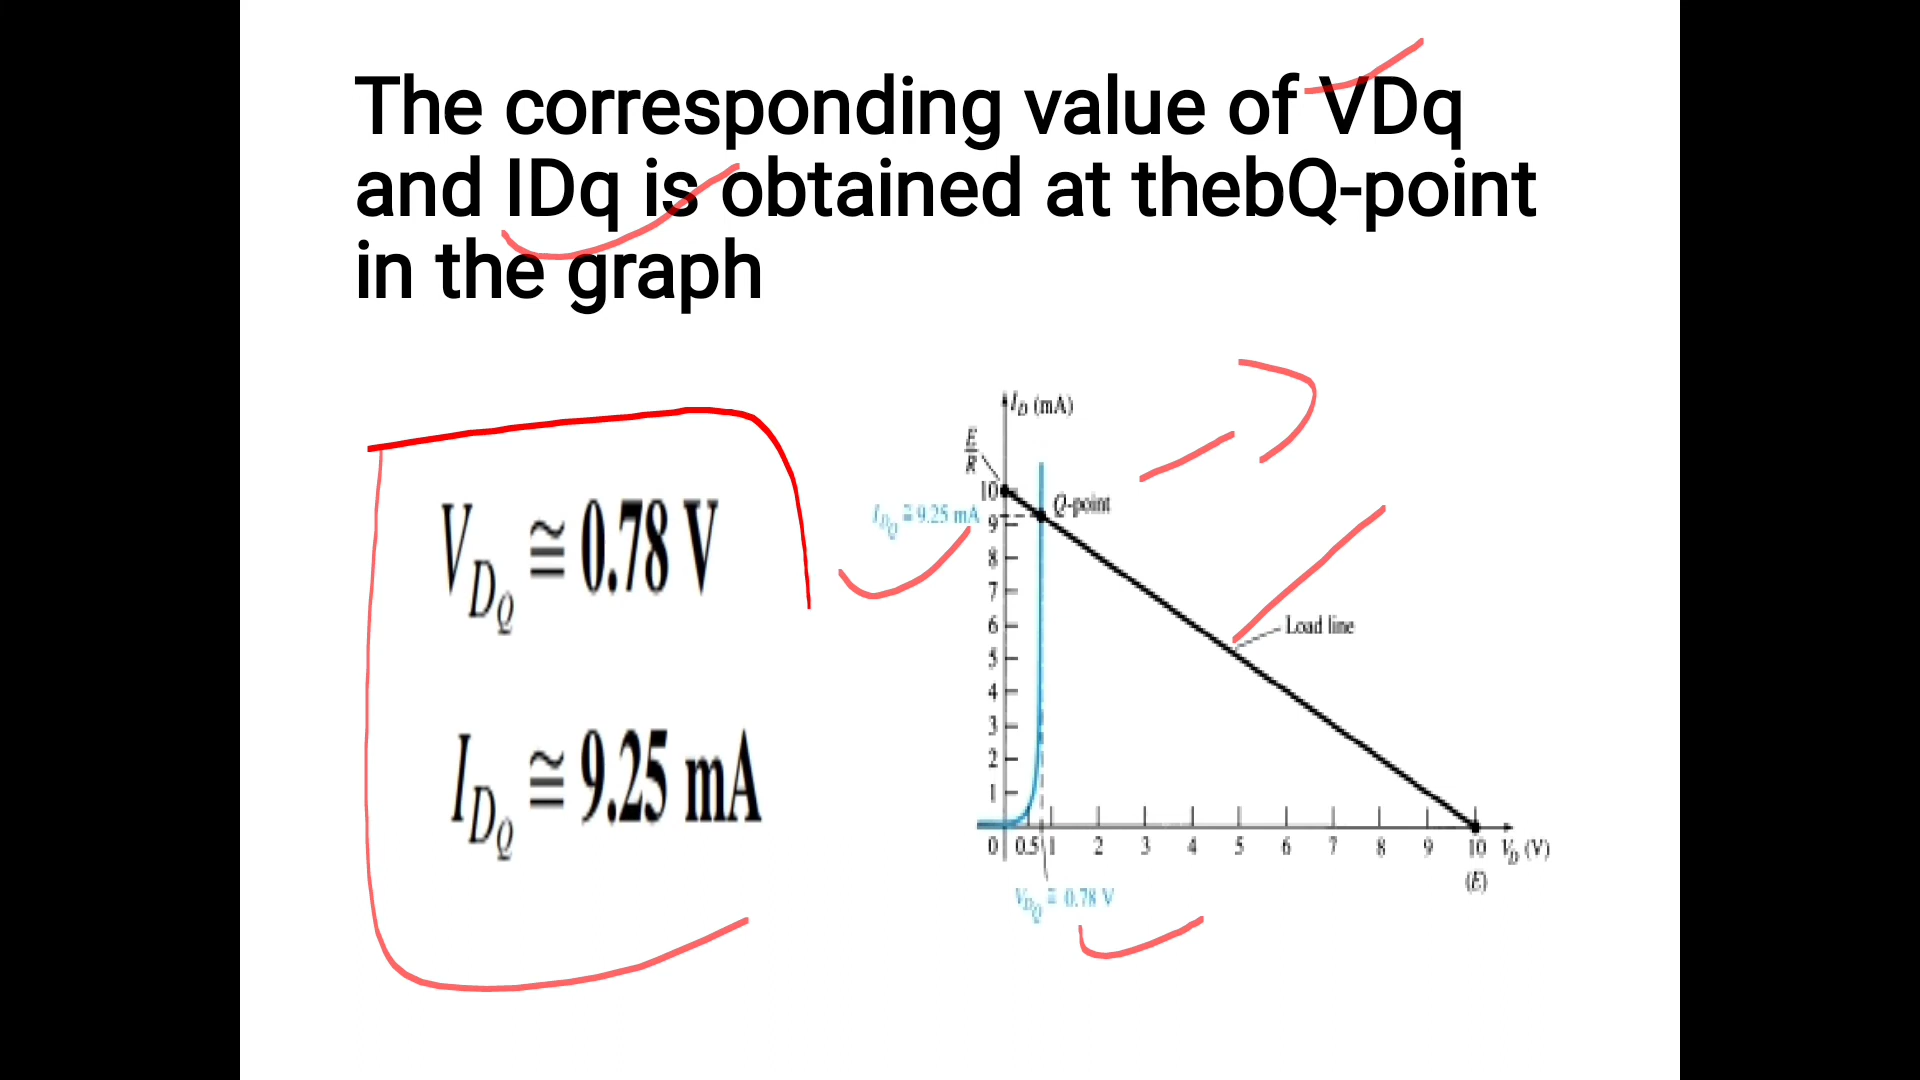 The corresponding value of VDq
and IDq is obtained at thebQ-point
in the graph
V_{D_Q} ≅ 0.78 V
I_{D_Q} ≅ 9.25 mA
I_D (mA)
E
R
10
Q-point
I_{D_Q} ≅ 9.25 mA
9
8
7
6
Load line
5
4
3
2
1
0 0.5 1 2 3 4 5 6 7 8 9 10 V_D (V)
(E)
V_{D_Q} ≅ 0.78 V